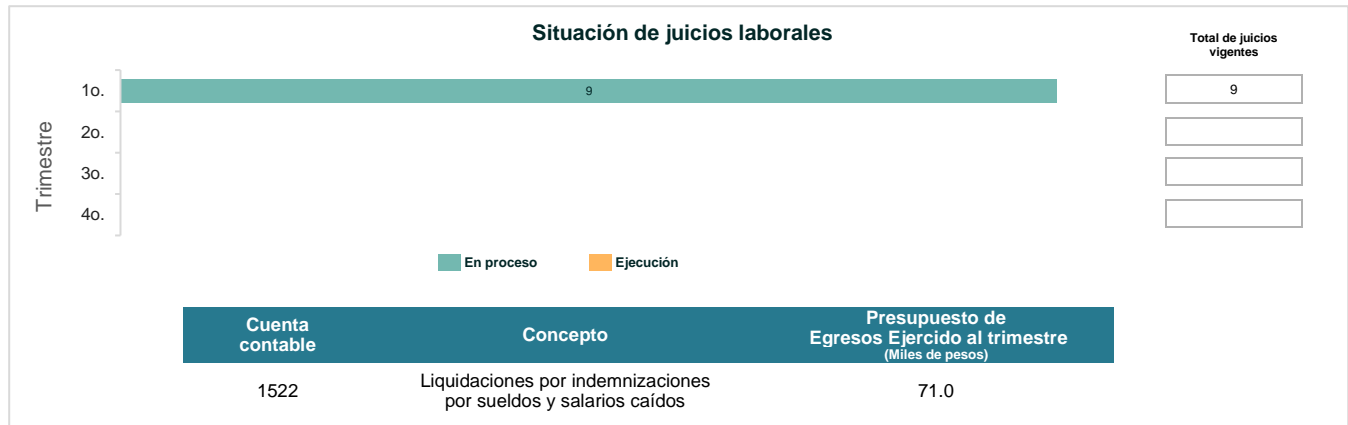 Situación de juicios laborales
Total de juicios
vigentes
Trimestre
1o.
9
9
2o.
3o.
4o.
En proceso
Ejecución
Cuenta
contable
Concepto
Presupuesto de
Egresos Ejercido al trimestre
(Miles de pesos)
1522
Liquidaciones por indemnizaciones
por sueldos y salarios caídos
71.0